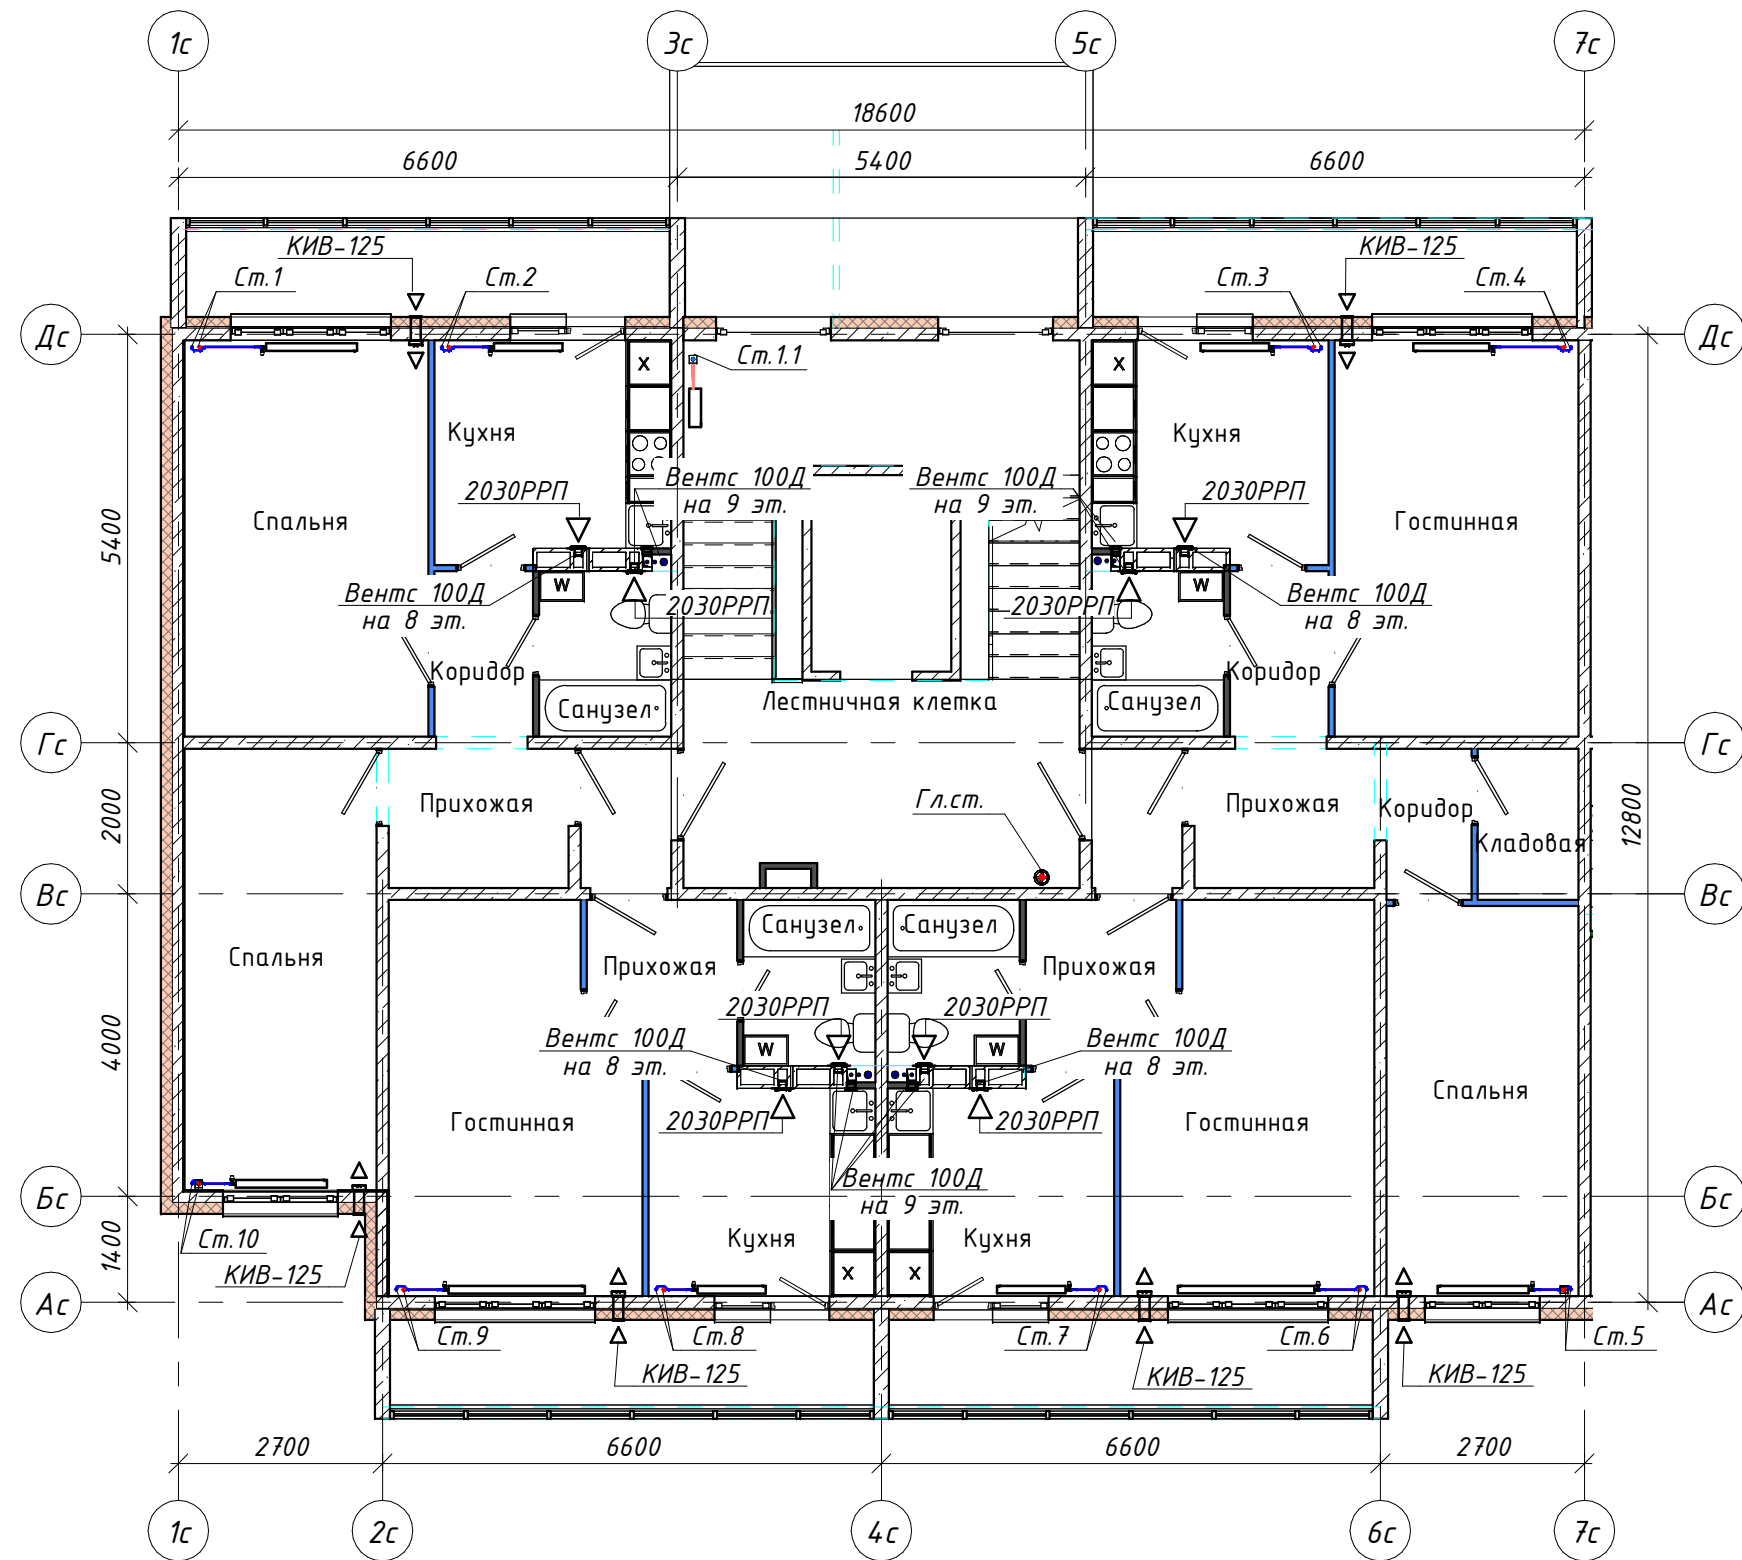 1с 3с 5с 7с
18600
6600 5400 6600
КИВ-125 КИВ-125
Ст.1 Ст.2 Ст.3 Ст.4
Дс Дс
Ст.1.1
X X
Кухня Кухня
Вентс 100Д
на 9 эт.
Вентс 100Д
на 9 эт.
2030РРП 2030РРП
Спальня Гостинная
5400
W W
Вентс 100Д
на 8 эт.
2030РРП 2030РРП
Вентс 100Д
на 8 эт.
Коридор Коридор
Санузел Лестничная клетка Санузел
Гс Гс
2000 12800
Прихожая Гл.ст. Прихожая Коридор
Кладовая
Вс Вс
Санузел Санузел
Спальня Прихожая Прихожая
2030РРП 2030РРП
4000
Вентс 100Д
на 8 эт.
W W
Вентс 100Д
на 8 эт.
Спальня
Гостинная 2030РРП 2030РРП Гостинная
Вентс 100Д
на 9 эт.
Бс Бс
1400
Ст.10 Кухня Кухня
КИВ-125 X X
Ас Ас
Ст.9 Ст.8 Ст.7 Ст.6 Ст.5
КИВ-125 КИВ-125 КИВ-125
2700 6600 6600 2700
1с 2с 4с 6с 7с